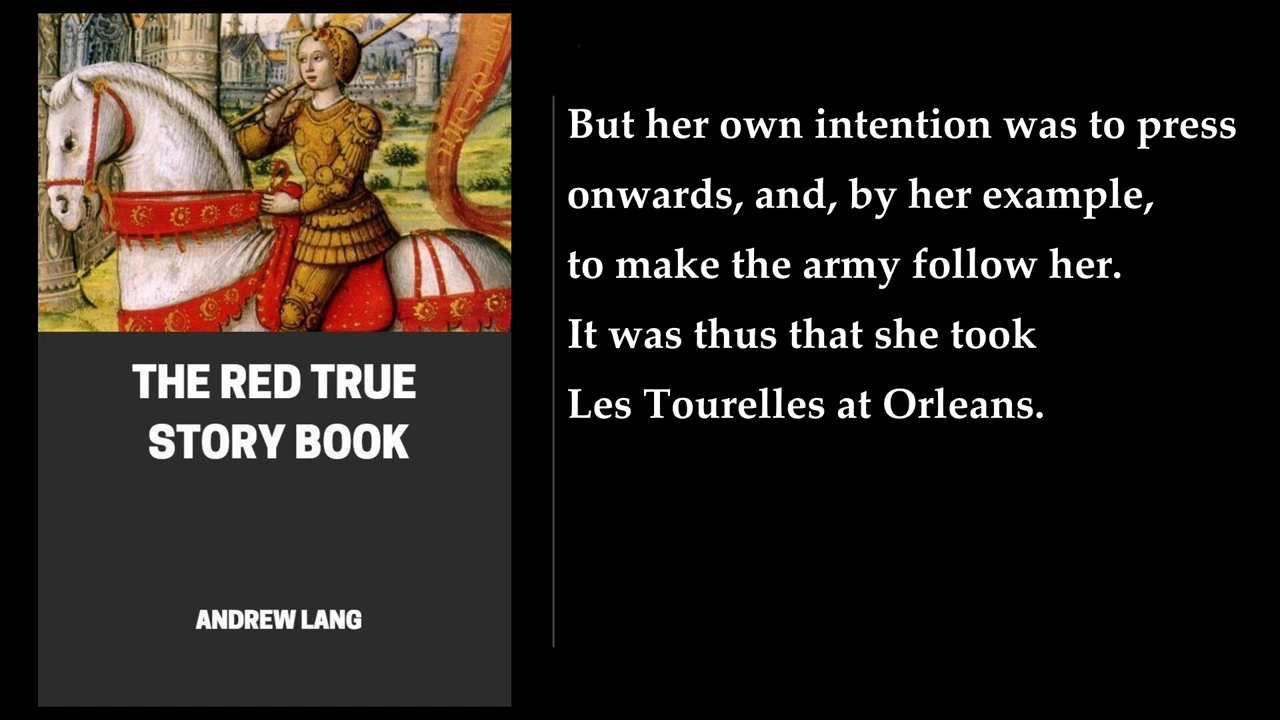 THE RED TRUE
STORY BOOK
ANDREW LANG
But her own intention was to press
onwards, and, by her example,
to make the army follow her.
It was thus that she took
Les Tourelles at Orleans.